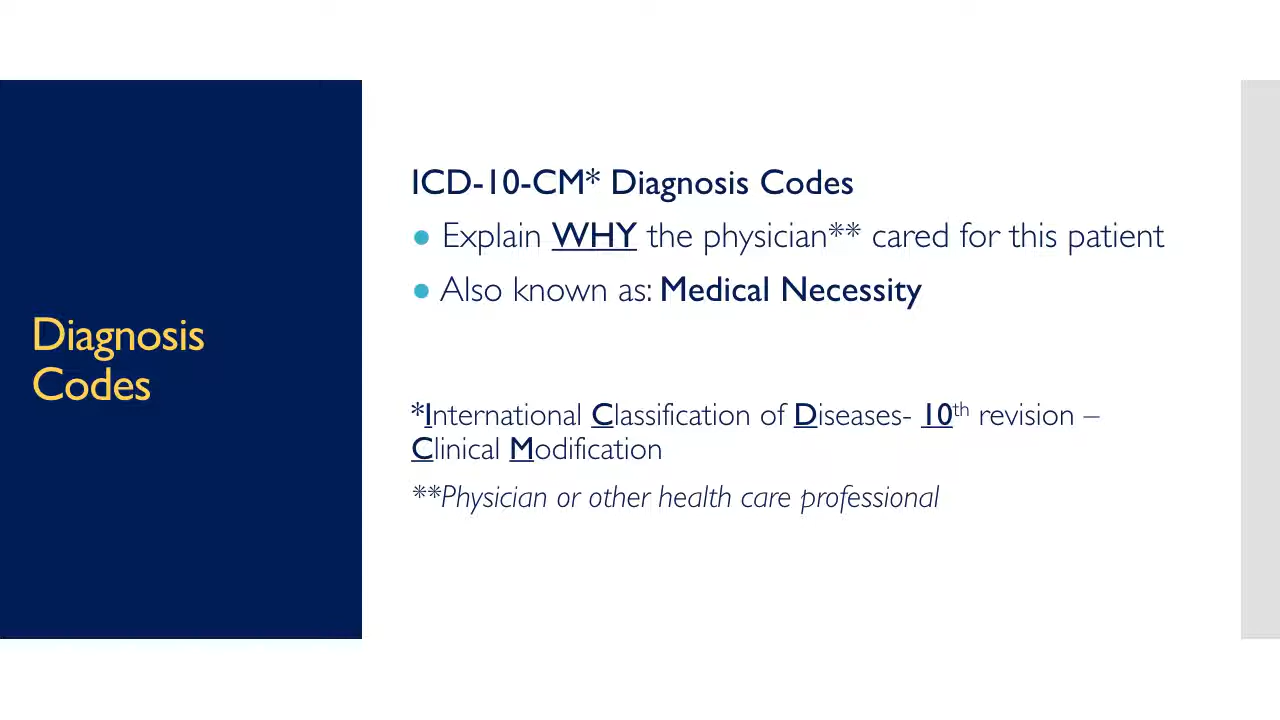 Diagnosis
Codes
ICD-10-CM* Diagnosis Codes
● Explain WHY the physician** cared for this patient
● Also known as: Medical Necessity
*International Classification of Diseases- 10th revision –
Clinical Modification
**Physician or other health care professional